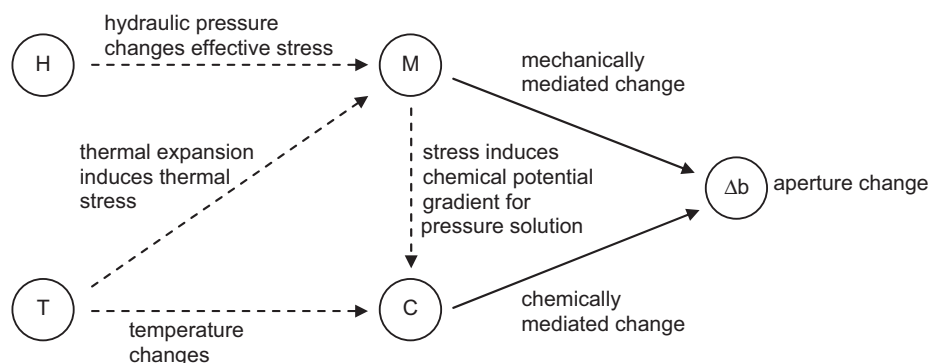 hydraulic pressure
changes effective stress
H
M
mechanically
mediated change
thermal expansion
induces thermal
stress
stress induces
chemical potential
gradient for
pressure solution
Δb
aperture change
T
C
temperature
changes
chemically
mediated change